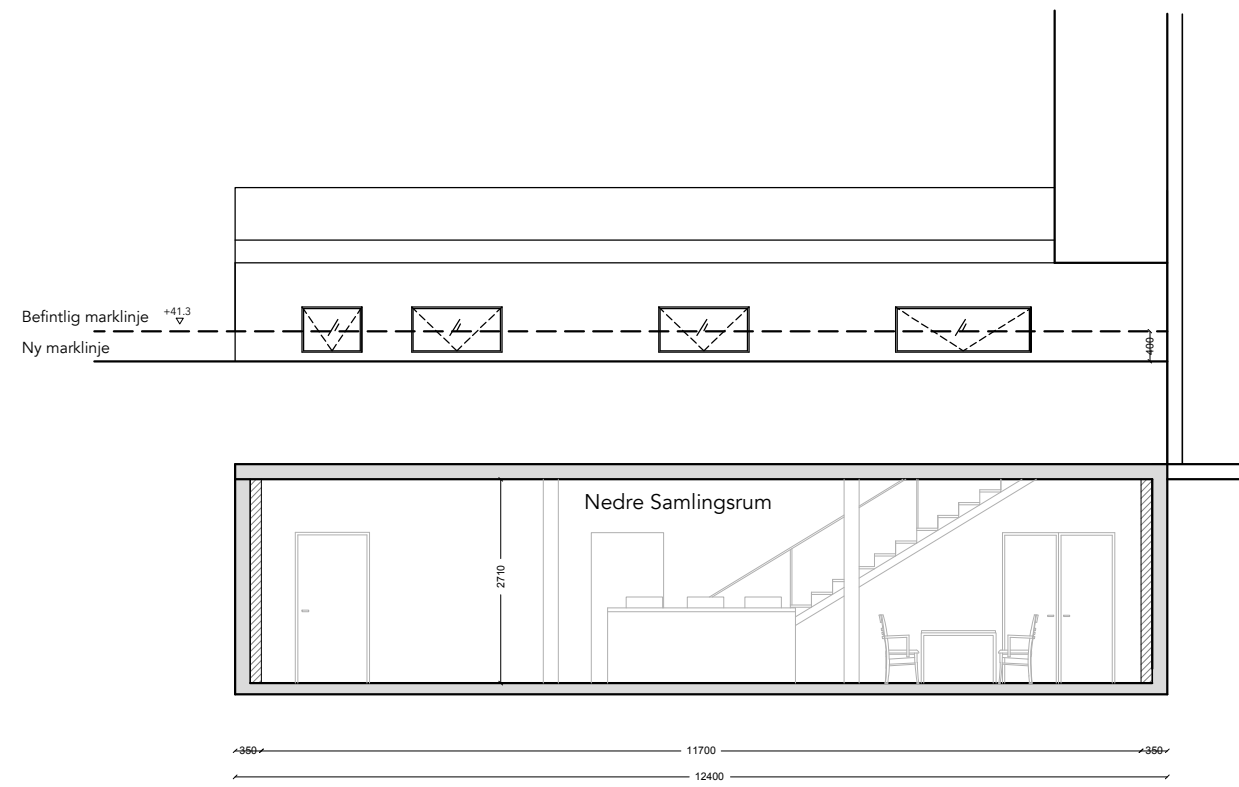 Befintlig marklinje +41.3
Ny marklinje
400
Nedre Samlingsrum
2710
350 11700 350
12400